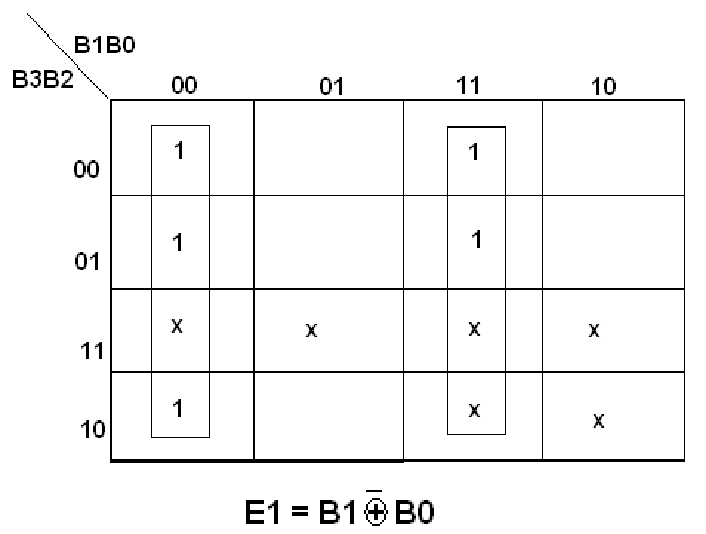 B1B0
B3B2
00 01 11 10
00 1 1
01 1 1
11 x x x x
10 1 x x
E1 = B1 ⊕̅ B0